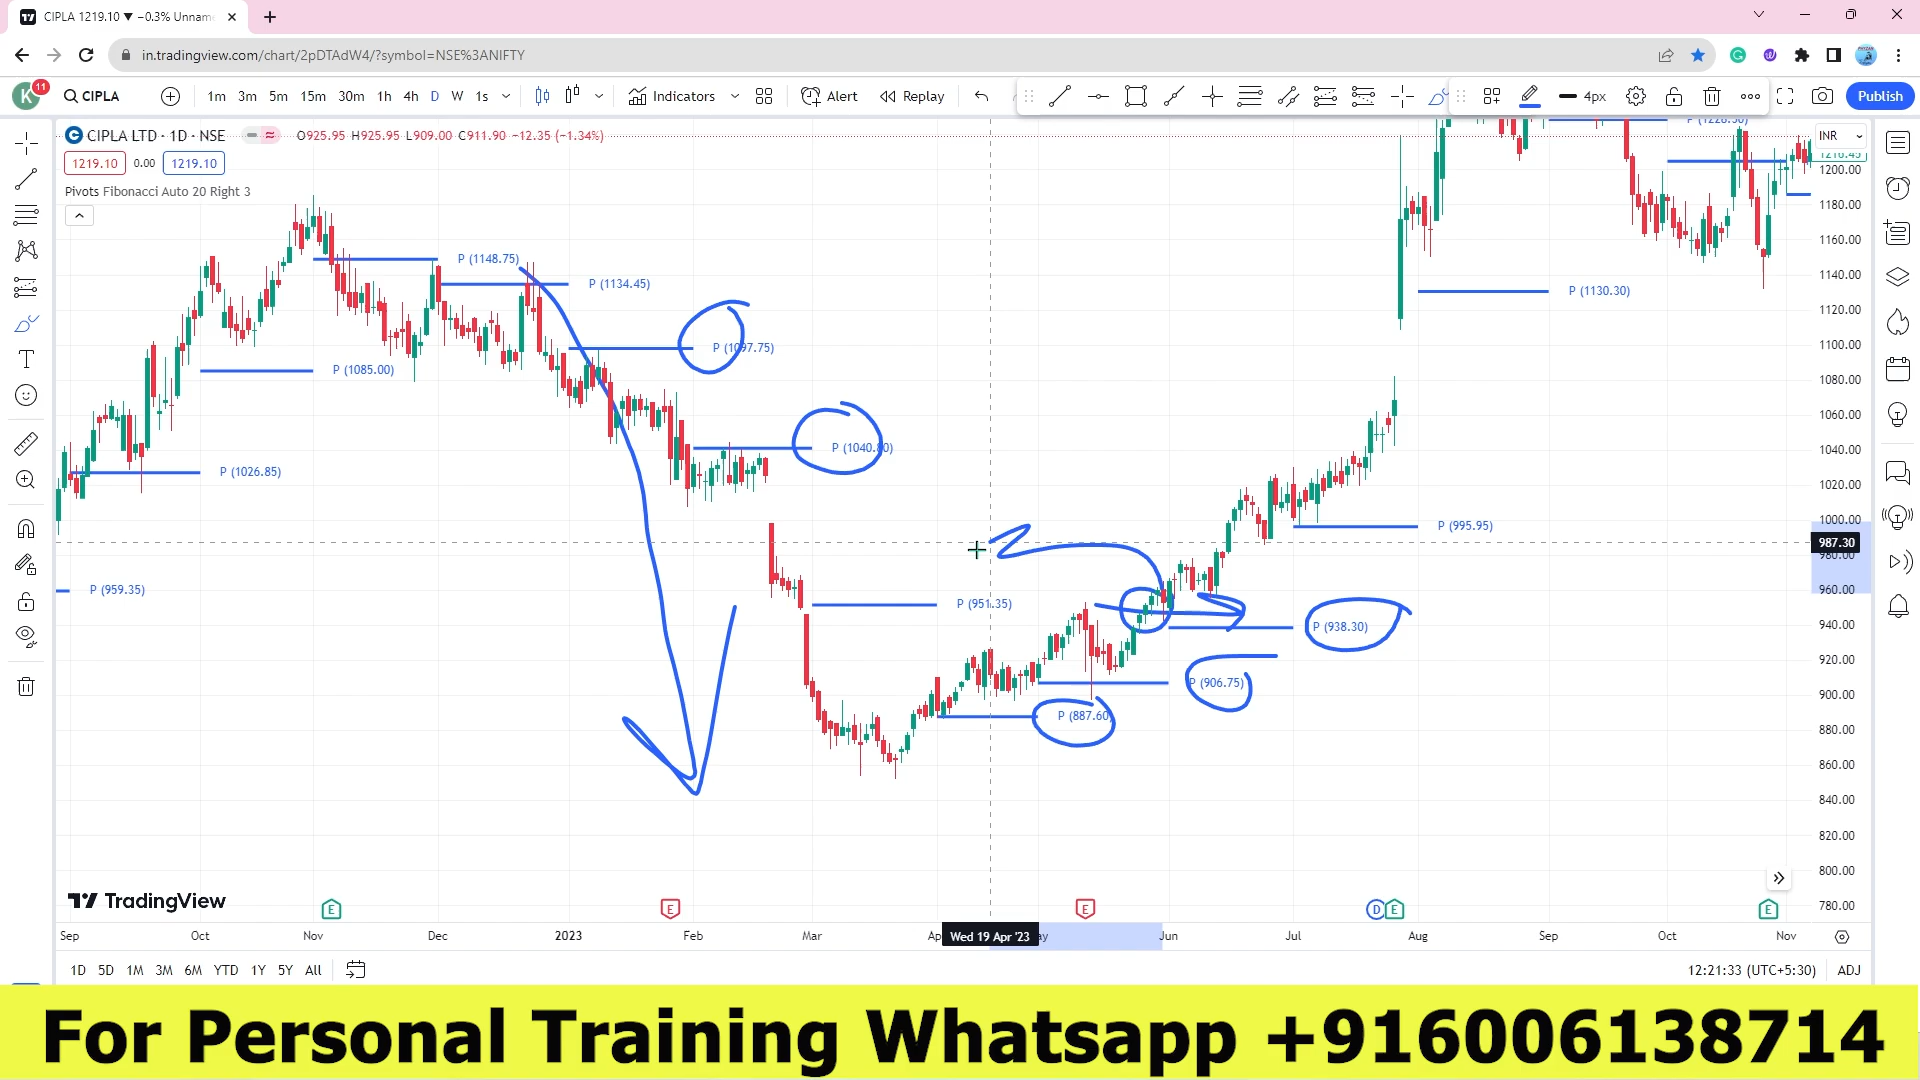 CIPLA 1219.10 ▼ −0.3% Unnam
in.tradingview.com/chart/2pDTAdW4/?symbol=NSE%3ANIFTY
K 11 CIPLA 1m 3m 5m 15m 30m 1h 4h D W 1s Indicators Alert Replay 4px Publish
CIPLA LTD · 1D · NSE O925.95 H925.95 L909.00 C911.90 −12.35 (−1.34%)
1219.10 0.00 1219.10
Pivots Fibonacci Auto 20 Right 3
INR
1200.00
1180.00
1160.00
1140.00
1120.00
1100.00
1080.00
1060.00
1040.00
1020.00
1000.00
987.30
980.00
960.00
940.00
920.00
900.00
880.00
860.00
840.00
820.00
800.00
780.00
P (1148.75)
P (1134.45)
P (1130.30)
P (1097.75)
P (1085.00)
P (1040.80)
P (1026.85)
P (995.95)
P (959.35)
P (951.35)
P (938.30)
P (906.75)
P (887.60)
TradingView
E E E D E E
Sep Oct Nov Dec 2023 Feb Mar Wed 19 Apr '23 Jun Jul Aug Sep Oct Nov
1D 5D 1M 3M 6M YTD 1Y 5Y All 12:21:33 (UTC+5:30) ADJ
For Personal Training Whatsapp +916006138714